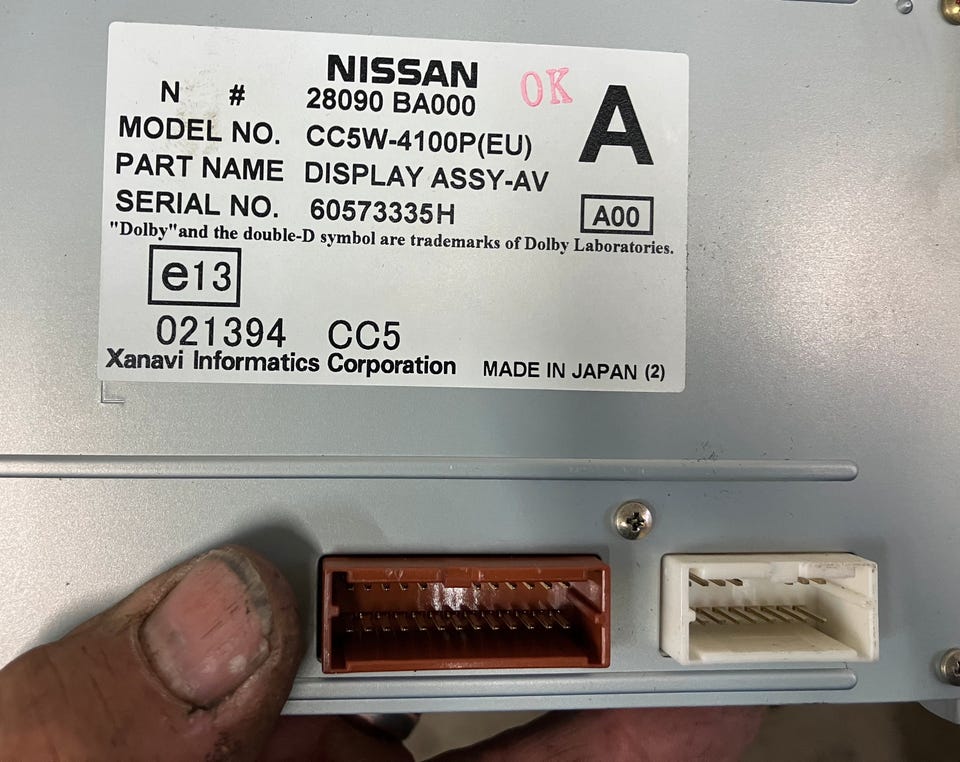 NISSAN
OK
A
N # 28090 BA000
MODEL NO. CC5W-4100P(EU)
PART NAME DISPLAY ASSY-AV
SERIAL NO. 60573335H
A00
"Dolby"and the double-D symbol are trademarks of Dolby Laboratories.
e13
021394 CC5
Xanavi Informatics Corporation MADE IN JAPAN (2)